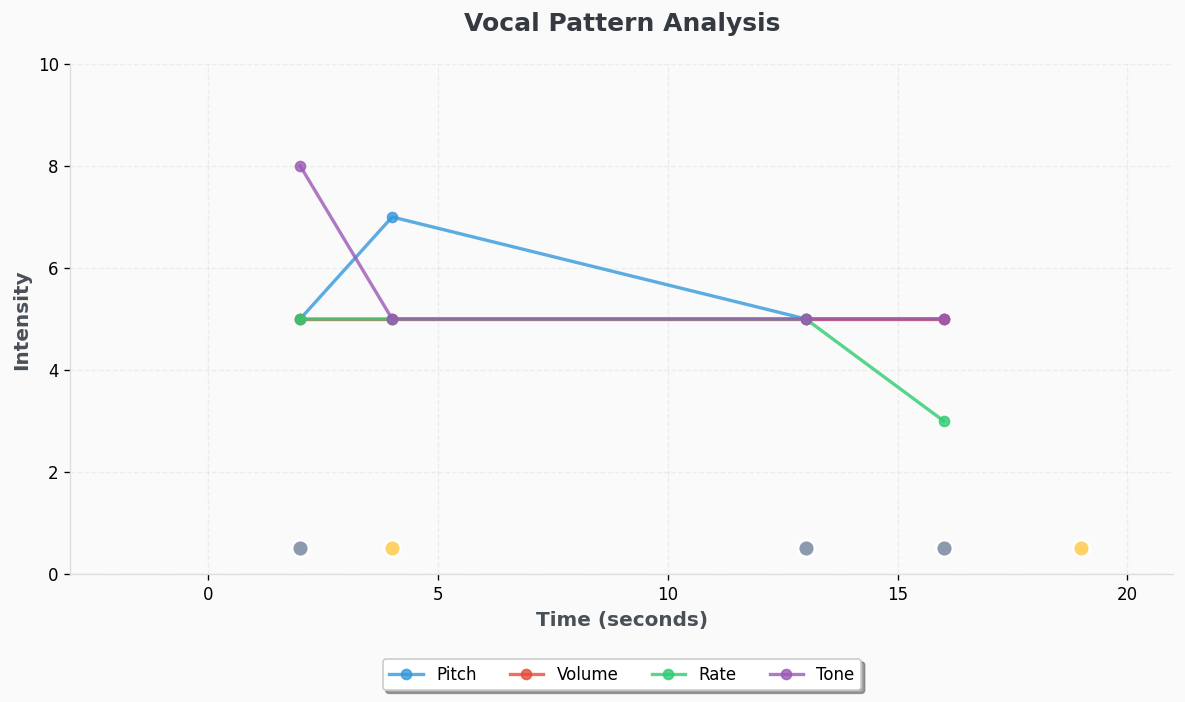 Vocal Pattern Analysis
10
8
6
4
2
0
Intensity
0 5 10 15 20
Time (seconds)
Pitch Volume Rate Tone